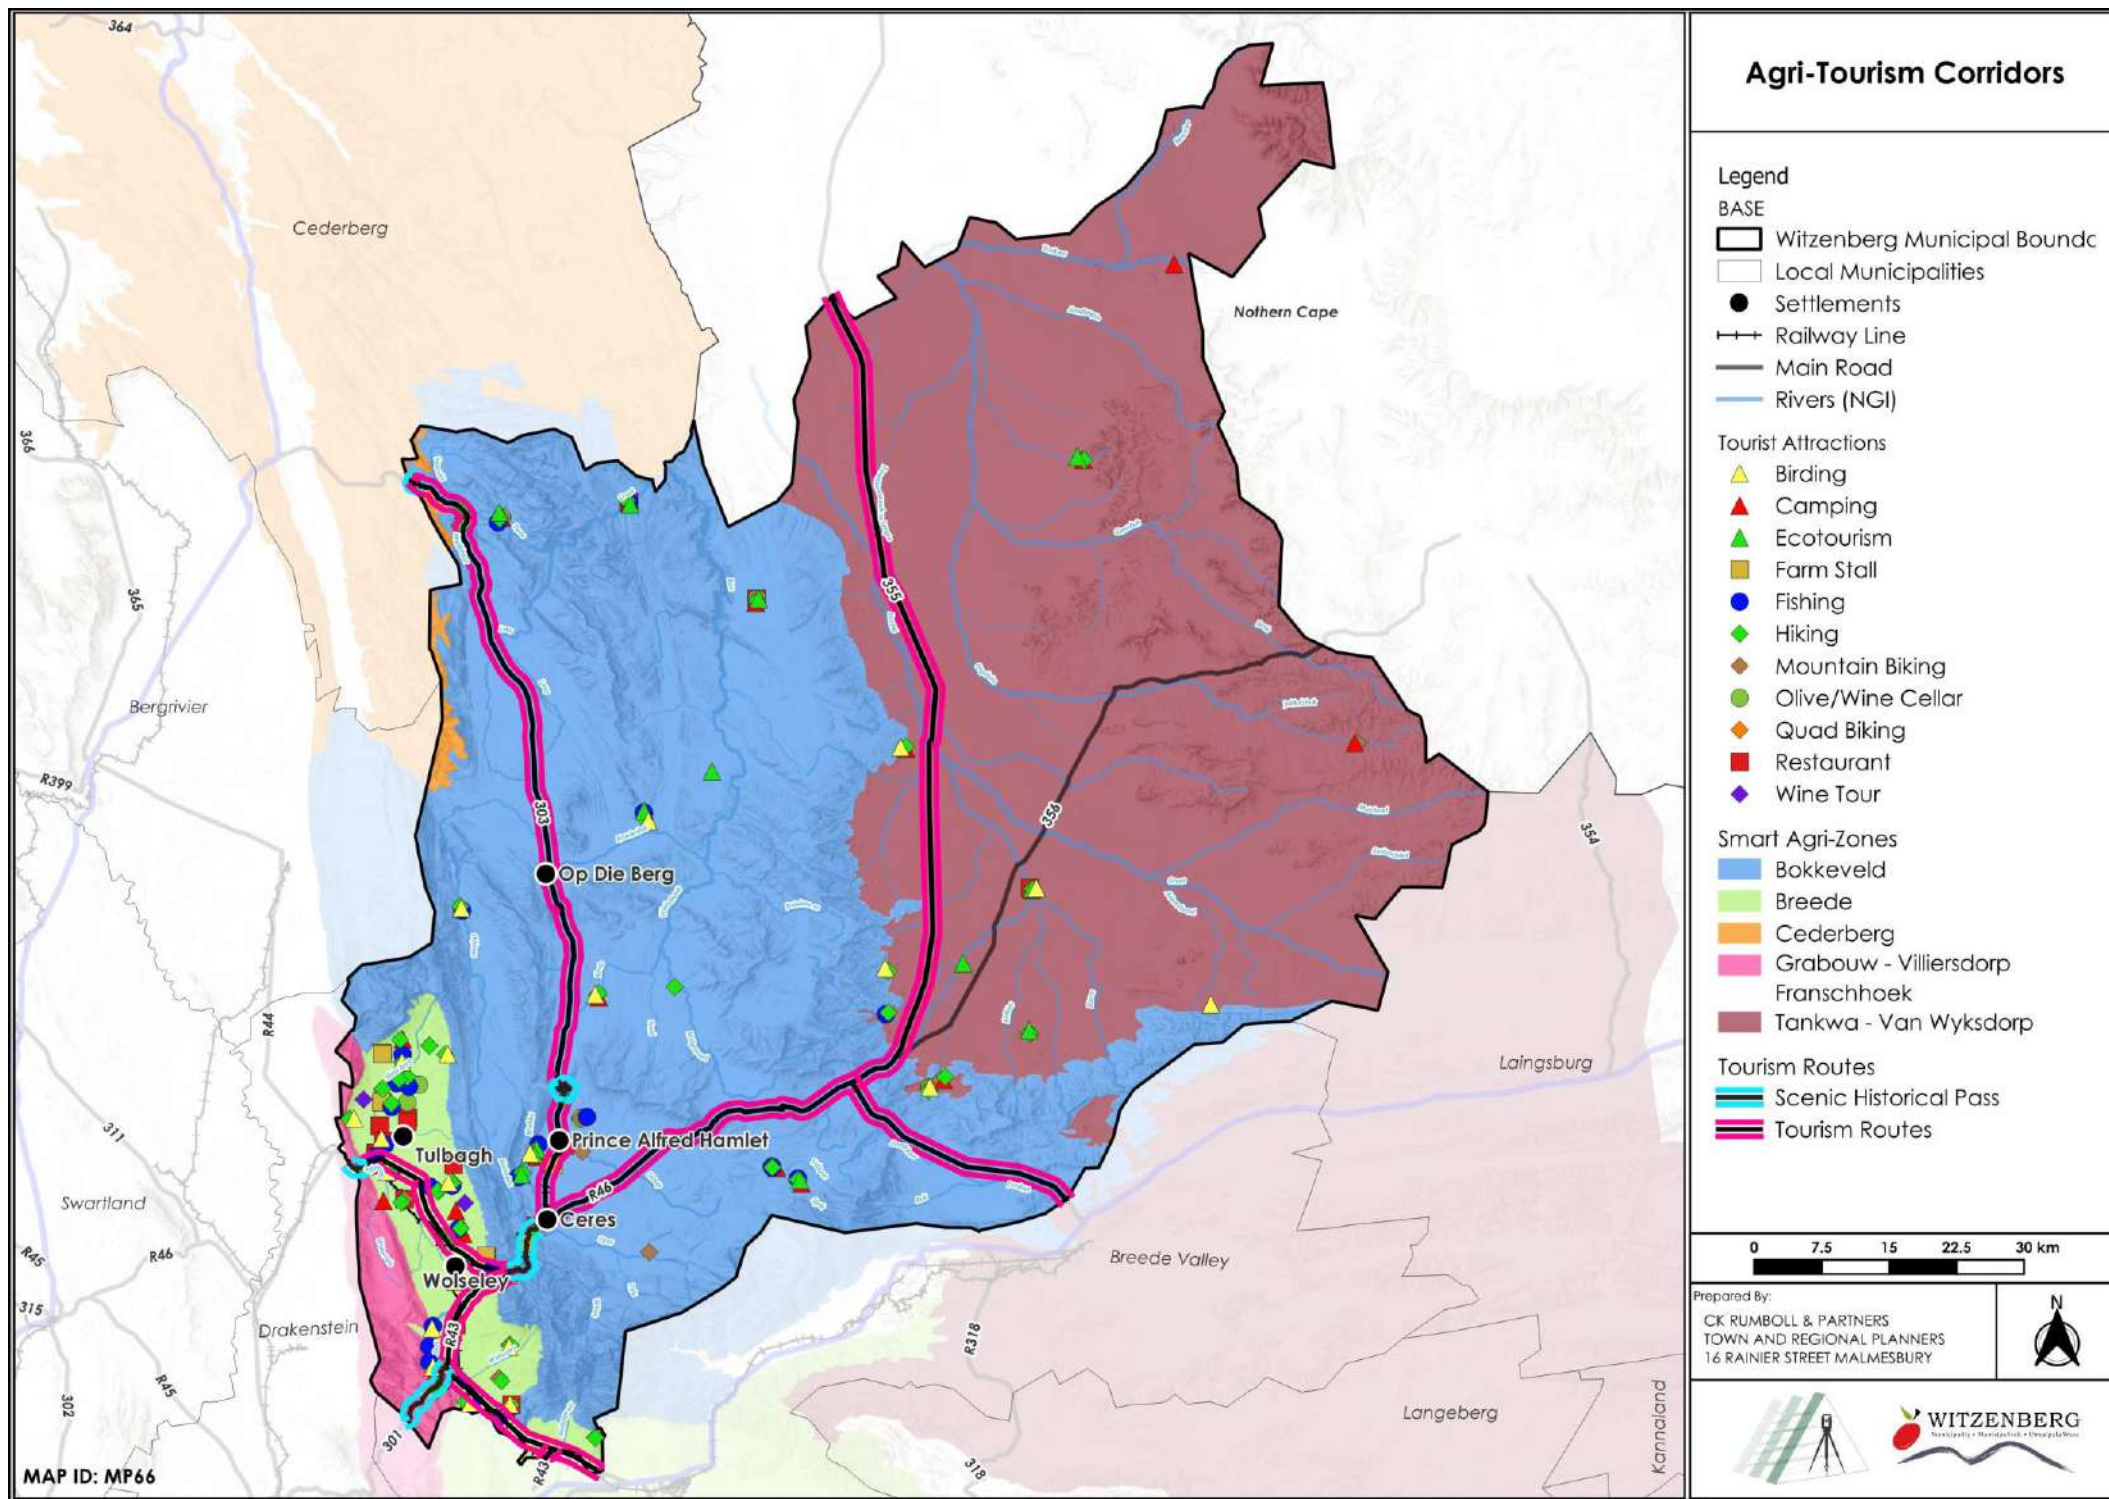 Agri-Tourism Corridors
Legend
BASE
Witzenberg Municipal Boundc
Local Municipalities
Settlements
Railway Line
Main Road
Rivers (NGI)
Tourist Attractions
Birding
Camping
Ecotourism
Farm Stall
Fishing
Hiking
Mountain Biking
Olive/Wine Cellar
Quad Biking
Restaurant
Wine Tour
Smart Agri-Zones
Bokkeveld
Breede
Cederberg
Grabouw - Villiersdorp
Franschhoek
Tankwa - Van Wyksdorp
Tourism Routes
Scenic Historical Pass
Tourism Routes
0 7.5 15 22.5 30 km
Prepared By:
CK RUMBOLL & PARTNERS
TOWN AND REGIONAL PLANNERS
16 RAINIER STREET MALMESBURY
N
WITZENBERG
364
Cederberg
Nothern Cape
366
365
355
Bergrivier
R399
303
356
354
Op Die Berg
R44
Laingsburg
311
Prince Alfred Hamlet
Tulbagh
R46
Swartland
Ceres
R45
R46
Breede Valley
Wolseley
315
Drakenstein
R43
R318
R45
302
Langeberg
Kannaland
301
R43
318
MAP ID: MP66